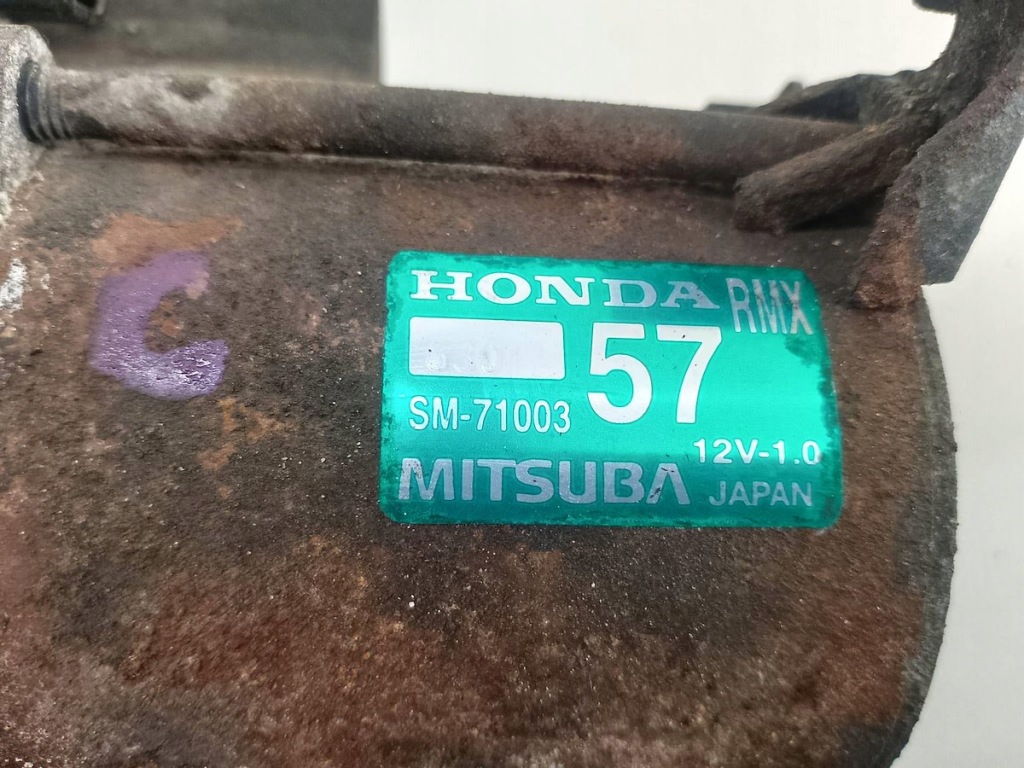 C
HONDA RMX
57
SM-71003
12V-1.0
MITSUBA JAPAN